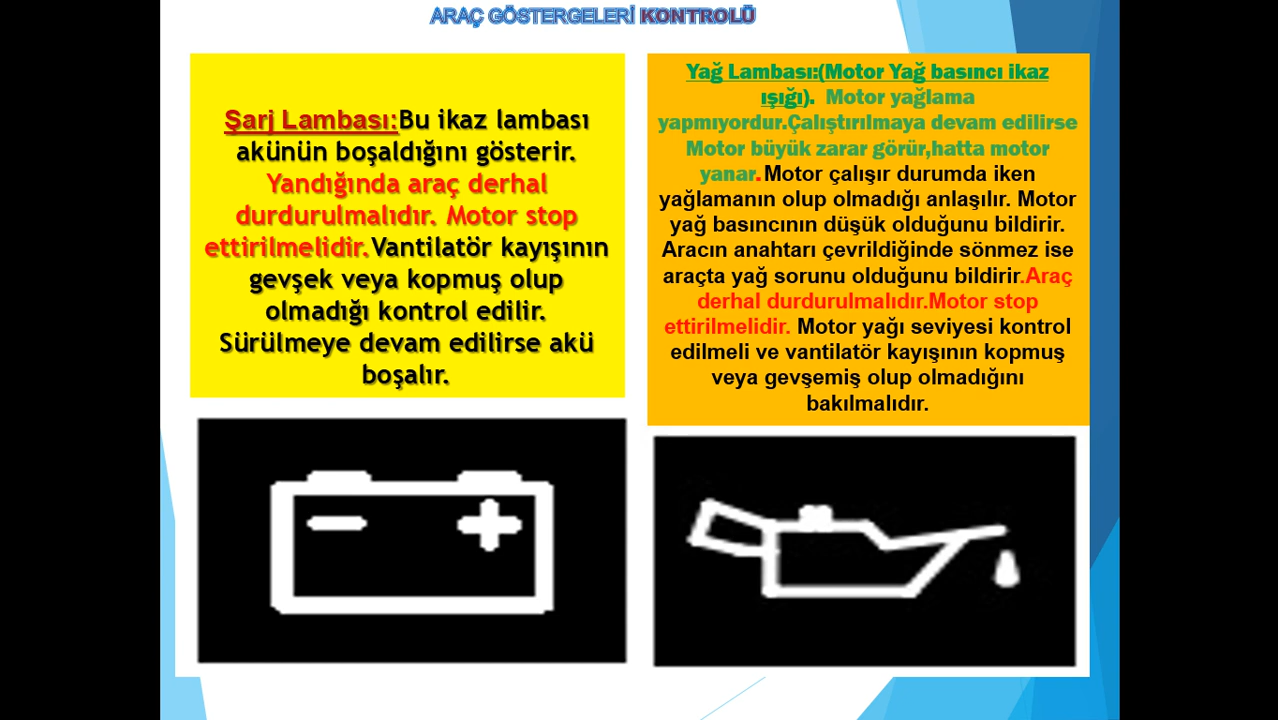 ARAÇ GÖSTERGELERİ KONTROLÜ
Şarj Lambası:Bu ikaz lambası
akünün boşaldığını gösterir.
Yandığında araç derhal
durdurulmalıdır. Motor stop
ettirilmelidir.Vantilatör kayışının
gevşek veya kopmuş olup
olmadığı kontrol edilir.
Sürülmeye devam edilirse akü
boşalır.
Yağ Lambası:(Motor Yağ basıncı ikaz
ışığı). Motor yağlama
yapmıyordur.Çalıştırılmaya devam edilirse
Motor büyük zarar görür,hatta motor
yanar.Motor çalışır durumda iken
yağlamanın olup olmadığı anlaşılır. Motor
yağ basıncının düşük olduğunu bildirir.
Aracın anahtarı çevrildiğinde sönmez ise
araçta yağ sorunu olduğunu bildirir.Araç
derhal durdurulmalıdır.Motor stop
ettirilmelidir. Motor yağı seviyesi kontrol
edilmeli ve vantilatör kayışının kopmuş
veya gevşemiş olup olmadığını
bakılmalıdır.